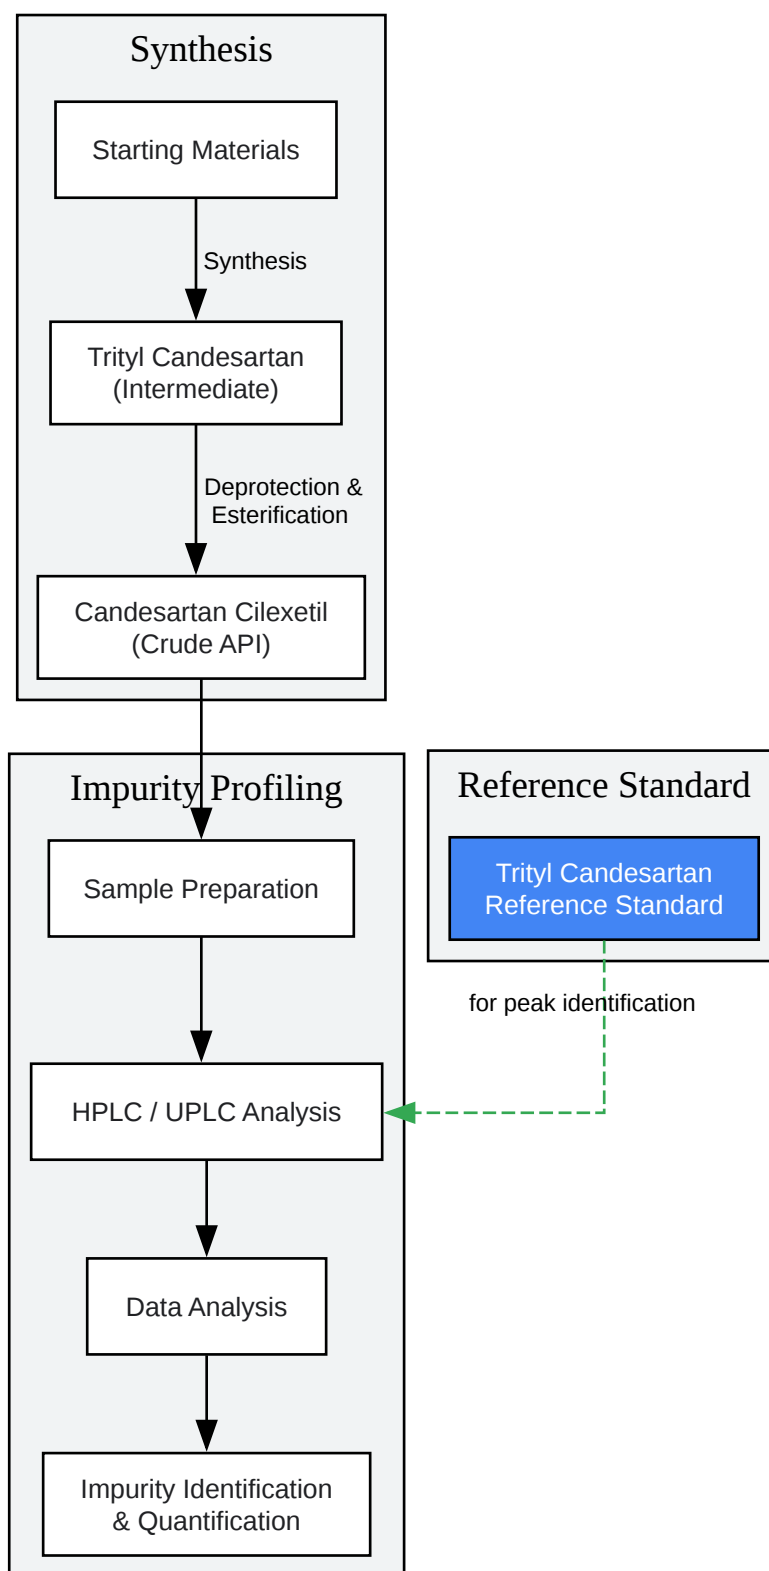 Synthesis
Starting Materials
Synthesis
Trityl Candesartan
(Intermediate)
Deprotection &
Esterification
Candesartan Cilexetil
(Crude API)
Impurity Profiling
Sample Preparation
HPLC / UPLC Analysis
Data Analysis
Impurity Identification
& Quantification
Reference Standard
Trityl Candesartan
Reference Standard
for peak identification